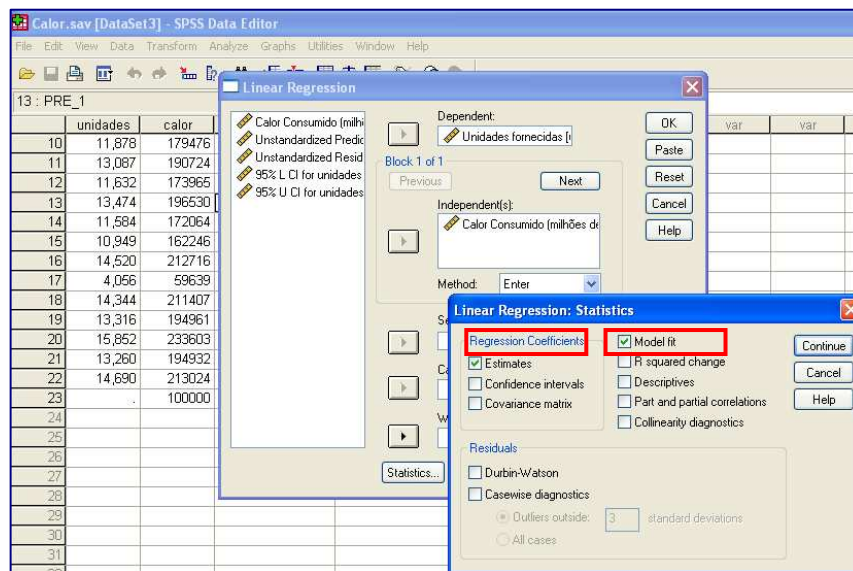 Calor.sav [DataSet3] - SPSS Data Editor
File Edit View Data Transform Analyze Graphs Utilities Window Help
13 : PRE_1
unidades calor var var
10 11,878 179476
11 13,087 190724
12 11,632 173965
13 13,474 196530
14 11,584 172064
15 10,949 162246
16 14,520 212716
17 4,056 59639
18 14,344 211407
19 13,316 194961
20 15,852 233603
21 13,260 194932
22 14,690 213024
23 . 100000
24
25
26
27
28
29
30
31
Linear Regression
Calor Consumido (milhõ
Unstandardized Predic
Unstandardized Resid
95% L CI for unidades
95% U CI for unidades
Dependent:
Unidades fornecidas [u
Block 1 of 1
Previous Next
Independent(s):
Calor Consumido (milhões de
Method: Enter
Se
Ca
W
Statistics...
OK
Paste
Reset
Cancel
Help
Linear Regression: Statistics
Regression Coefficients
Estimates
Confidence intervals
Covariance matrix
Model fit
R squared change
Descriptives
Part and partial correlations
Collinearity diagnostics
Continue
Cancel
Help
Residuals
Durbin-Watson
Casewise diagnostics
Outliers outside: 3 standard deviations
All cases